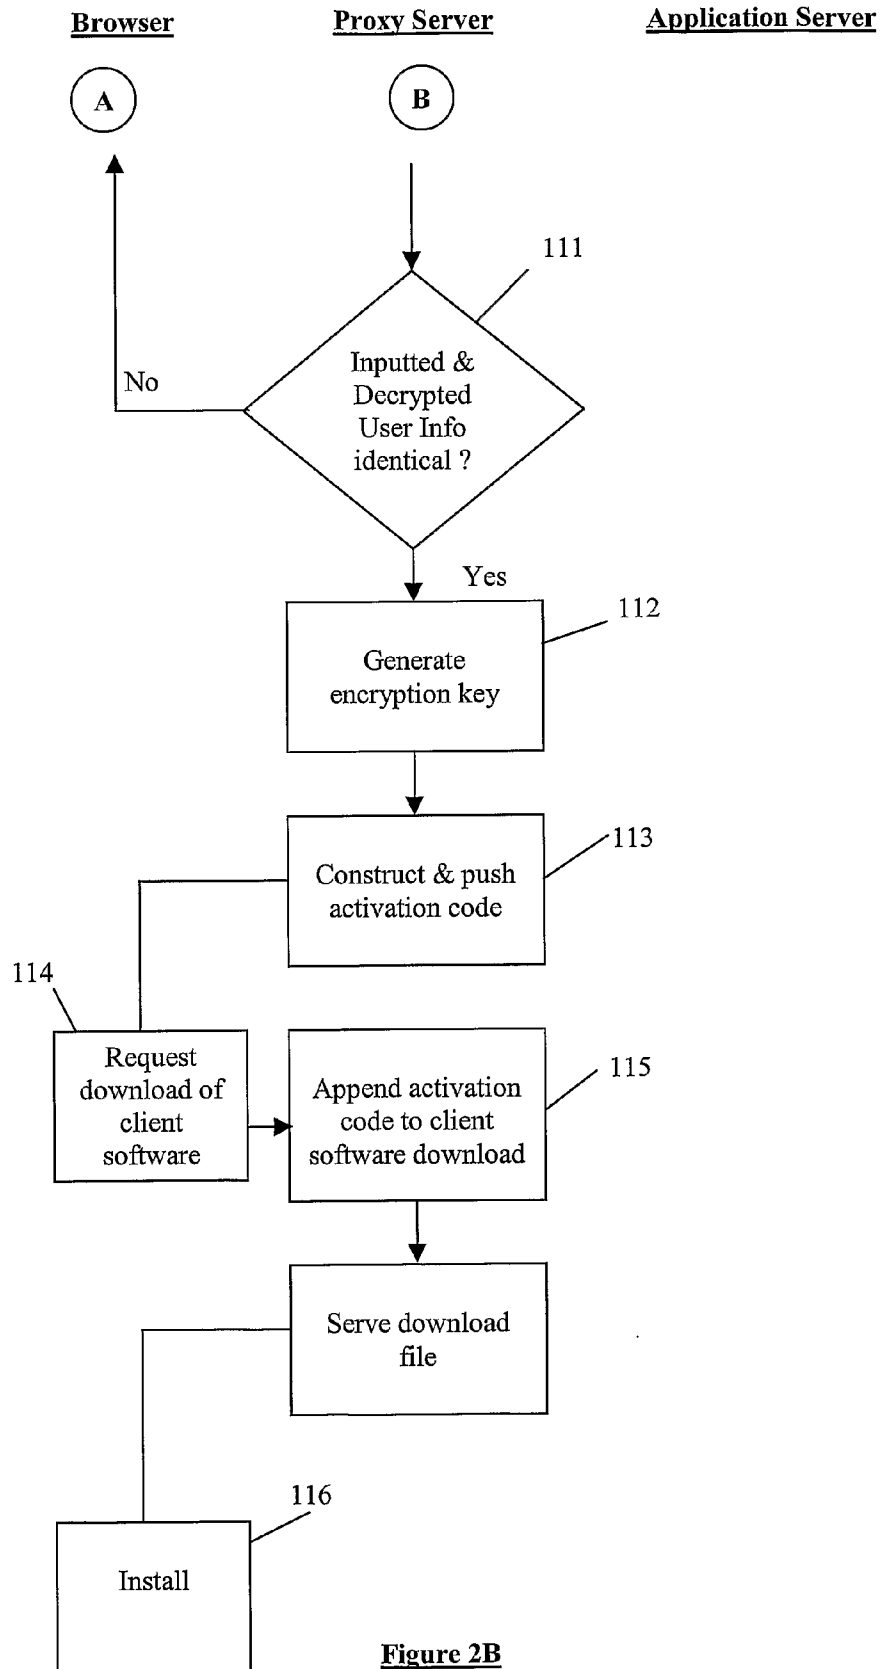 Browser
Proxy Server
Application Server
A
B
111
Inputted &
Decrypted
User Info
identical ?
No
Yes
112
Generate
encryption key
113
Construct & push
activation code
114
Request
download of
client
software
115
Append activation
code to client
software download
Serve download
file
116
Install
Figure 2B